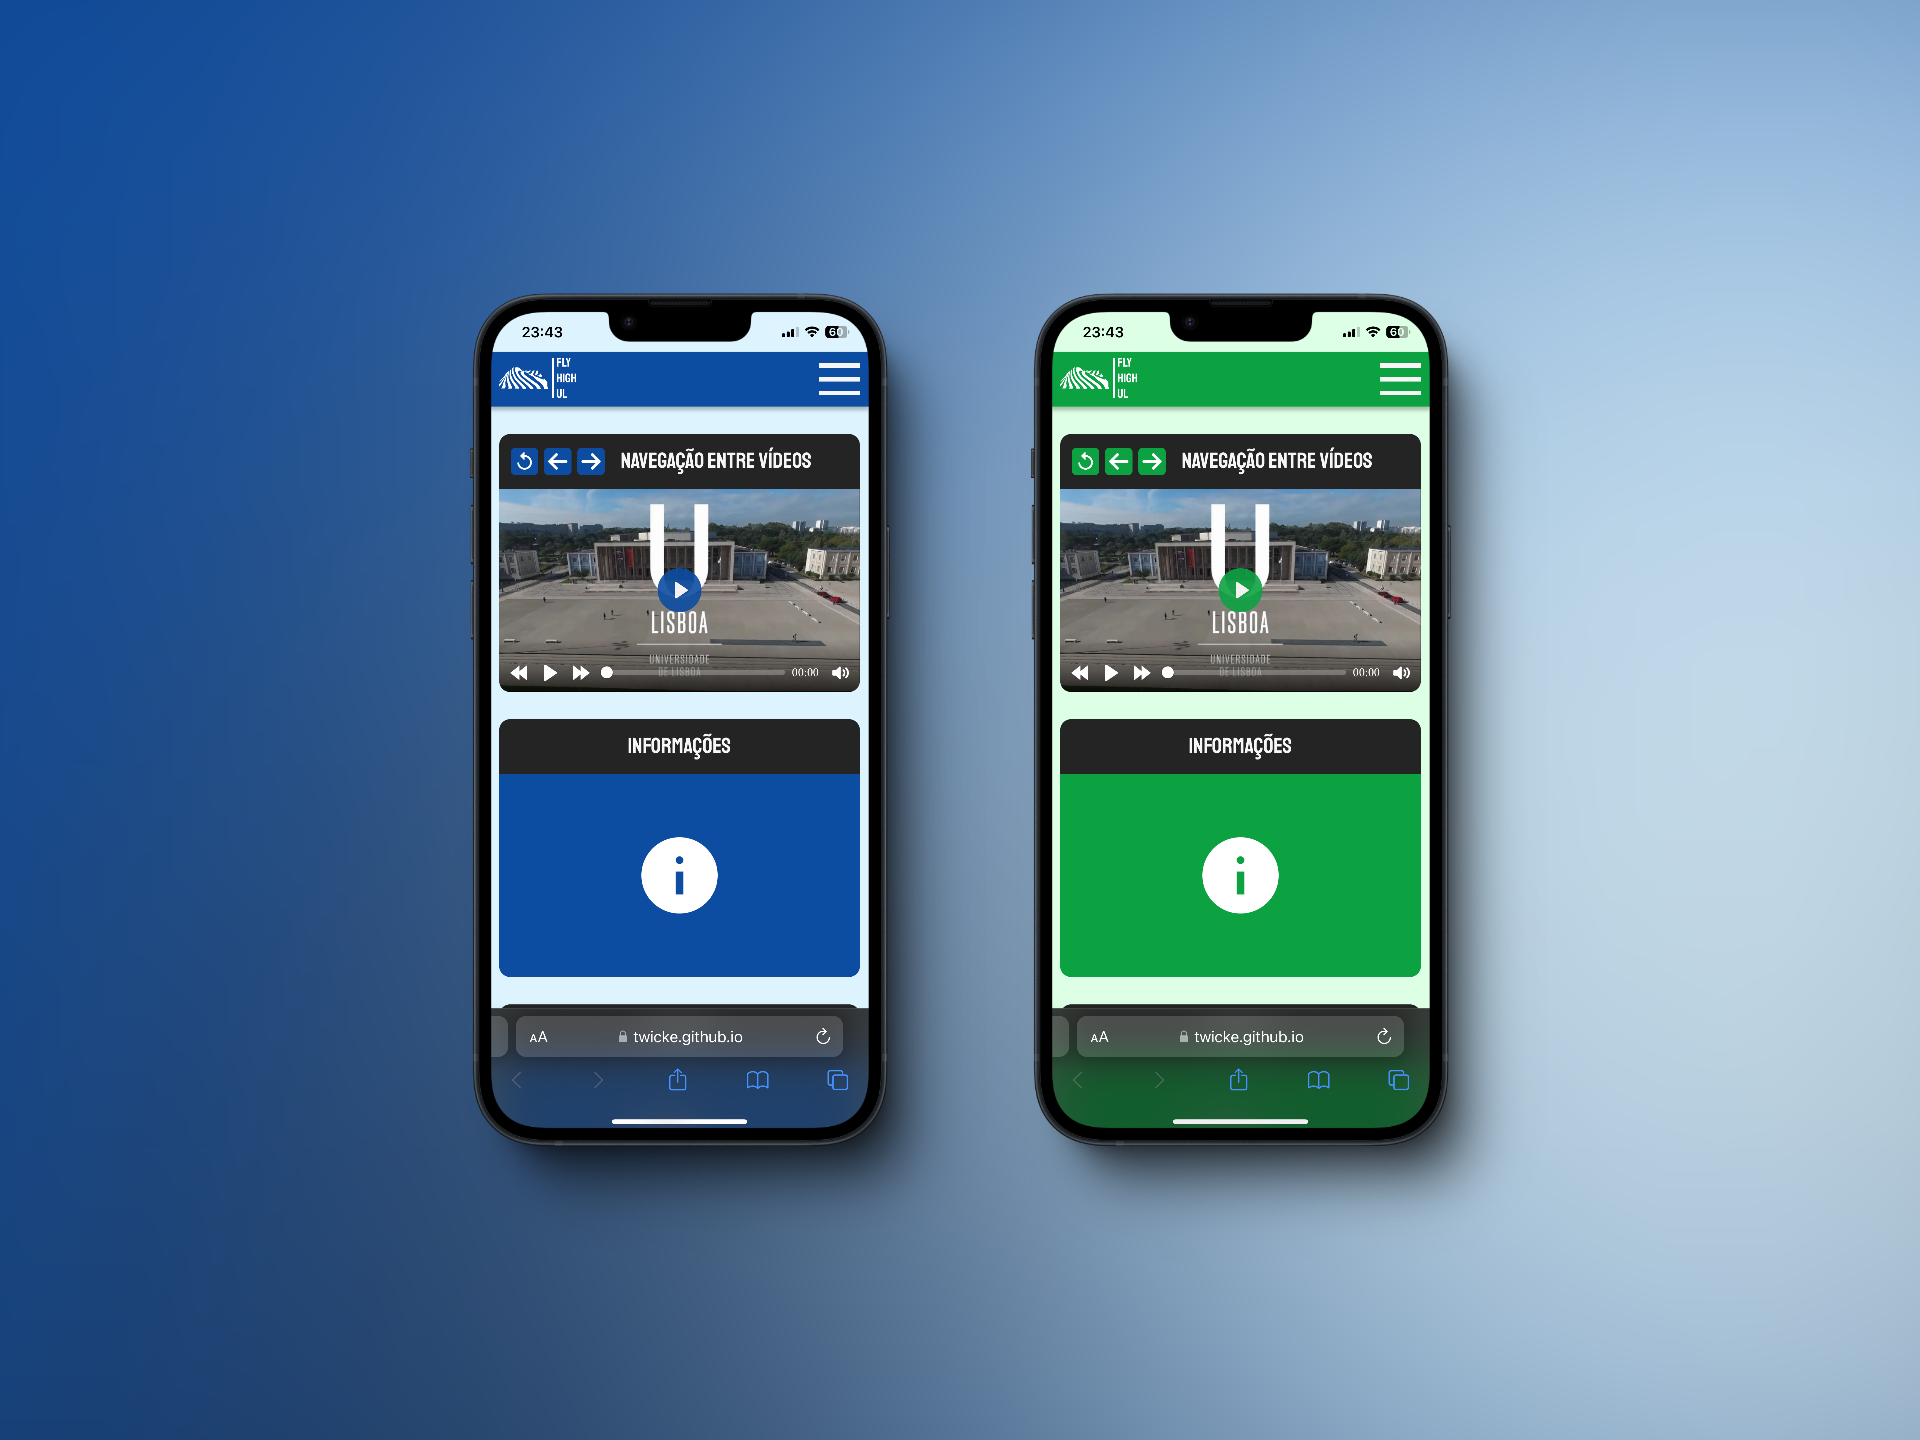 23:43
60
FLY
HIGH
UL
NAVEGAÇÃO ENTRE VÍDEOS
U
LISBOA
UNIVERSIDADE
DE LISBOA
00:00
INFORMAÇÕES
i
AA
twicke.github.io
23:43
60
FLY
HIGH
UL
NAVEGAÇÃO ENTRE VÍDEOS
U
LISBOA
UNIVERSIDADE
DE LISBOA
00:00
INFORMAÇÕES
i
AA
twicke.github.io